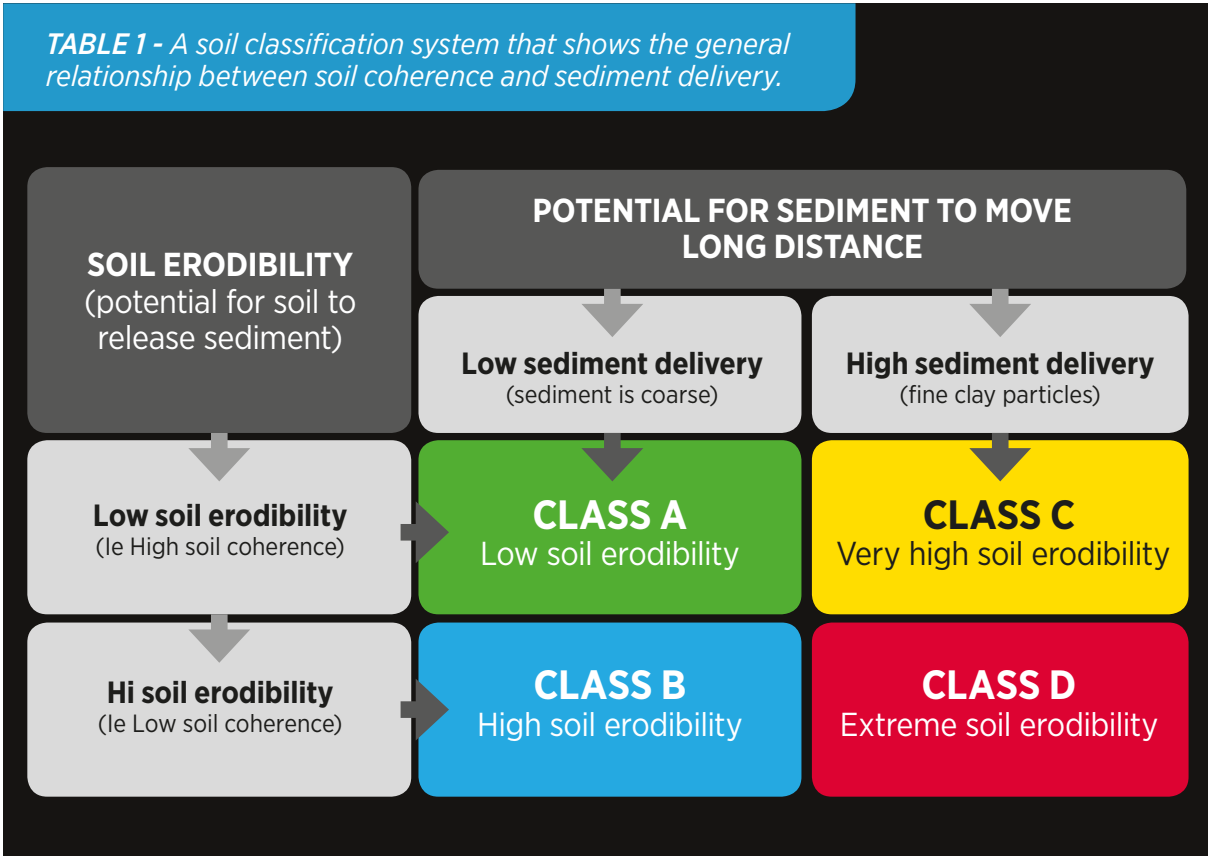 TABLE 1 - A soil classification system that shows the general
relationship between soil coherence and sediment delivery.
SOIL ERODIBILITY
(potential for soil to
release sediment)
POTENTIAL FOR SEDIMENT TO MOVE
LONG DISTANCE
Low sediment delivery
(sediment is coarse)
High sediment delivery
(fine clay particles)
Low soil erodibility
(Ie High soil coherence)
CLASS A
Low soil erodibility
CLASS C
Very high soil erodibility
Hi soil erodibility
(Ie Low soil coherence)
CLASS B
High soil erodibility
CLASS D
Extreme soil erodibility